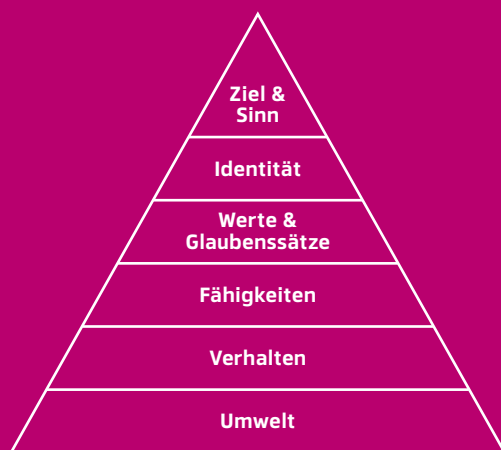 Ziel &
Sinn
Identität
Werte &
Glaubenssätze
Fähigkeiten
Verhalten
Umwelt